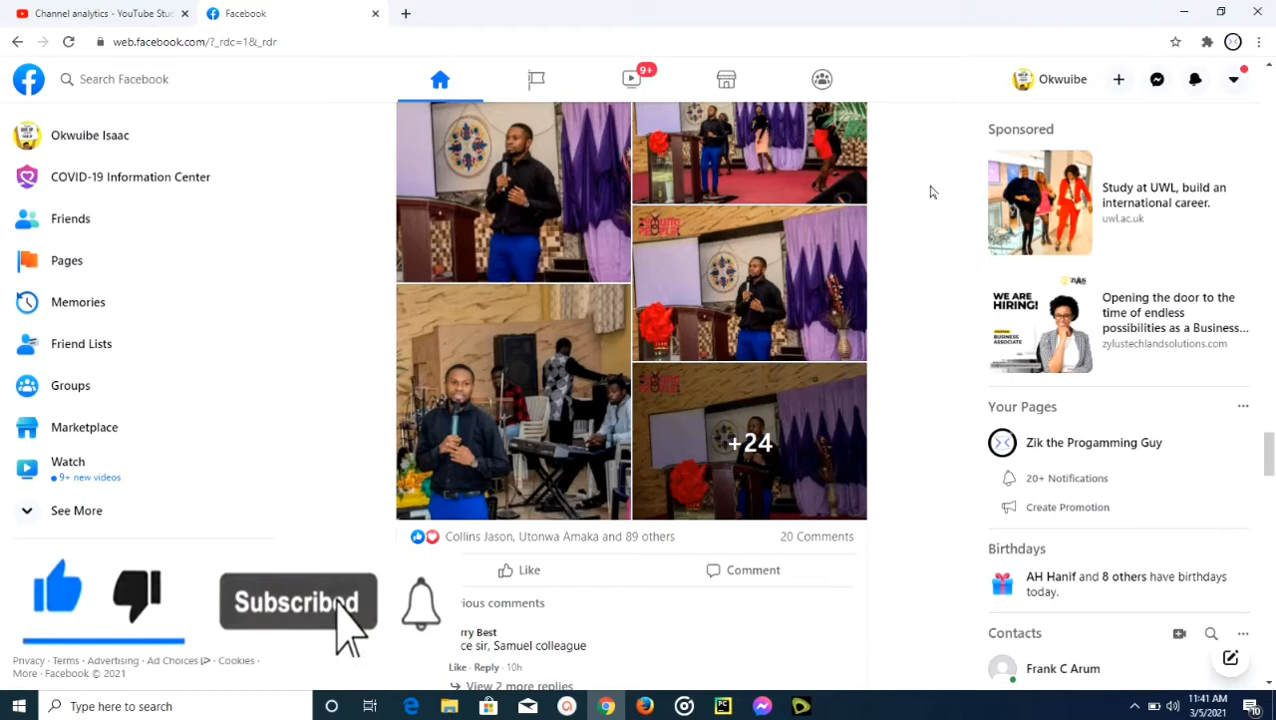 Channel analytics - YouTube Stud
Facebook
web.facebook.com/?_rdc=1&_rdr
Search Facebook
9+
Okwuibe
Okwuibe Isaac
COVID-19 Information Center
Friends
Pages
Memories
Friend Lists
Groups
Marketplace
Watch
9+ new videos
See More
Subscribed
Privacy · Terms · Advertising · Ad Choices · Cookies ·
More · Facebook © 2021
+24
Collins Jason, Utonwa Amaka and 89 others
20 Comments
Like
Comment
ious comments
rry Best
ce sir, Samuel colleague
Like · Reply · 10h
View 2 more replies
Sponsored
Study at UWL, build an
international career.
uwl.ac.uk
WE ARE
HIRING!
BUSINESS
ASSOCIATE
Opening the door to the
time of endless
possibilities as a Business...
zylustechlandsolutions.com
Your Pages
Zik the Progamming Guy
20+ Notifications
Create Promotion
Birthdays
AH Hanif and 8 others have birthdays
today.
Contacts
Frank C Arum
Type here to search
11:41 AM
3/5/2021
10